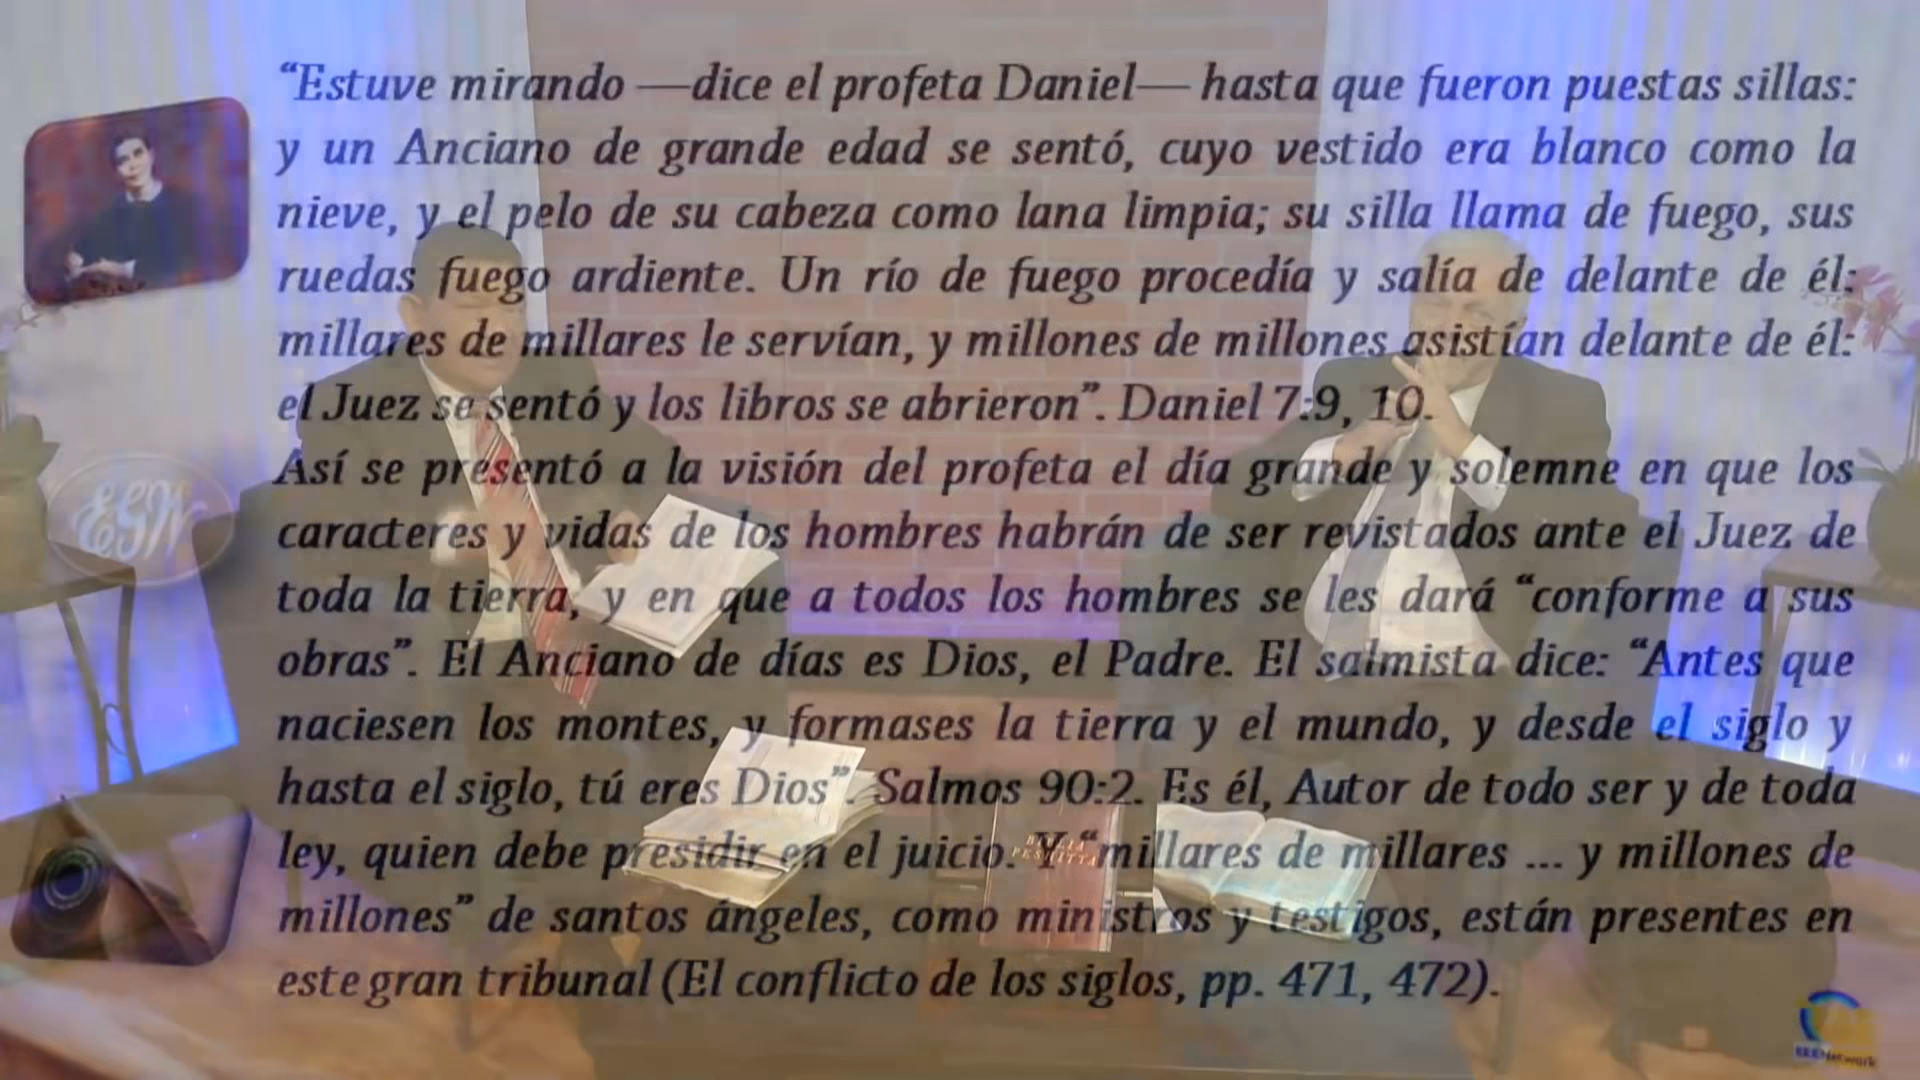 “Estuve mirando —dice el profeta Daniel— hasta que fueron puestas sillas:
y un Anciano de grande edad se sentó, cuyo vestido era blanco como la
nieve, y el pelo de su cabeza como lana limpia; su silla llama de fuego, sus
ruedas fuego ardiente. Un río de fuego procedía y salía de delante de él:
millares de millares le servían, y millones de millones asistían delante de él:
el Juez se sentó y los libros se abrieron”. Daniel 7:9, 10.
Así se presentó a la visión del profeta el día grande y solemne en que los
caracteres y vidas de los hombres habrán de ser revistados ante el Juez de
toda la tierra, y en que a todos los hombres se les dará “conforme a sus
obras”. El Anciano de días es Dios, el Padre. El salmista dice: “Antes que
naciesen los montes, y formases la tierra y el mundo, y desde el siglo y
hasta el siglo, tú eres Dios”. Salmos 90:2. Es él, Autor de todo ser y de toda
ley, quien debe presidir en el juicio. Y “millares de millares ... y millones de
millones” de santos ángeles, como ministros y testigos, están presentes en
este gran tribunal (El conflicto de los siglos, pp. 471, 472).
EGW
BIBLIA
PESHITTA